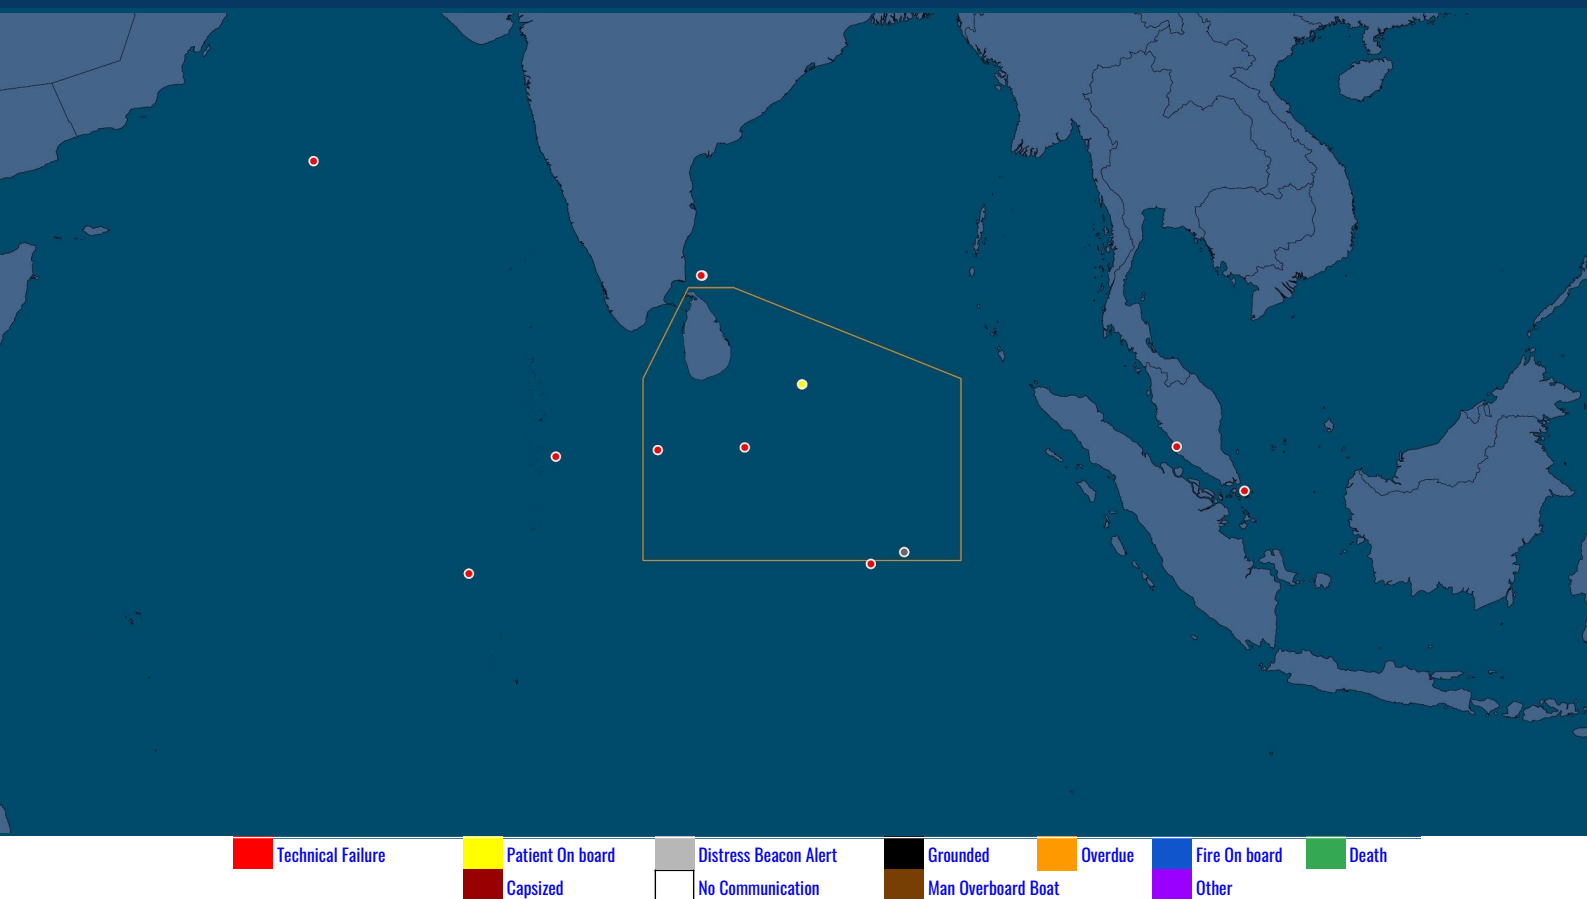 Technical Failure Patient On board Distress Beacon Alert Grounded Overdue Fire On board Death
Capsized No Communication Man Overboard Boat Other